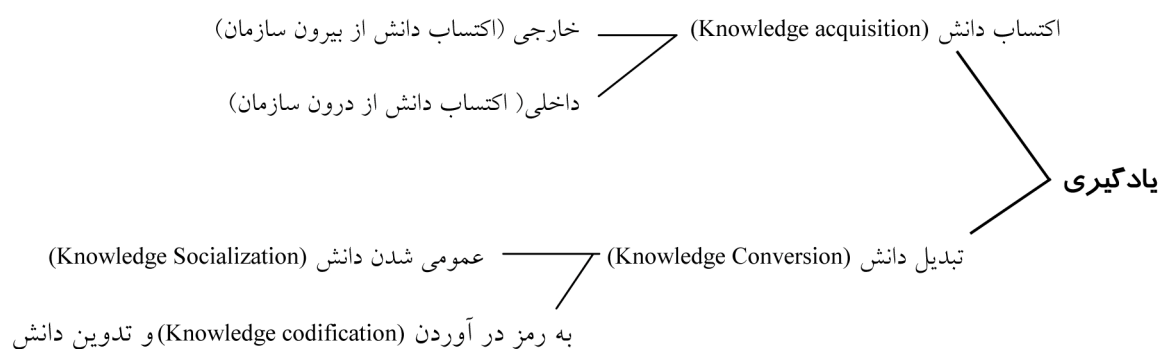 اکتساب دانش (Knowledge acquisition) خارجی (اکتساب دانش از بیرون سازمان)
داخلی( اکتساب دانش از درون سازمان)
یادگیری
تبدیل دانش (Knowledge Conversion) عمومی شدن دانش (Knowledge Socialization)
به رمز در آوردن (Knowledge codification) و تدوین دانش